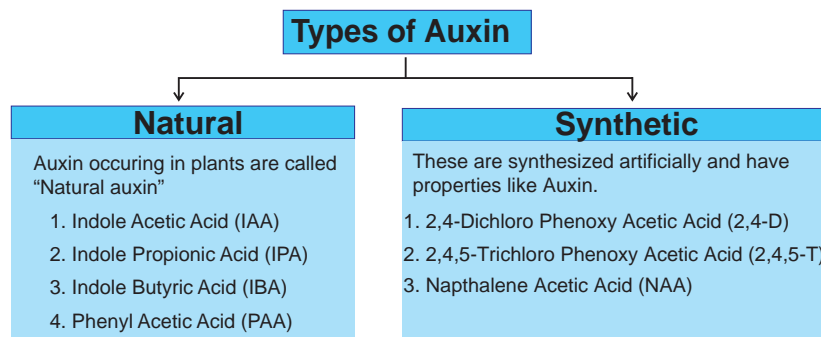 Types of Auxin
Natural
Auxin occuring in plants are called
“Natural auxin”
1. Indole Acetic Acid (IAA)
2. Indole Propionic Acid (IPA)
3. Indole Butyric Acid (IBA)
4. Phenyl Acetic Acid (PAA)
Synthetic
These are synthesized artificially and have
properties like Auxin.
1. 2,4-Dichloro Phenoxy Acetic Acid (2,4-D)
2. 2,4,5-Trichloro Phenoxy Acetic Acid (2,4,5-T)
3. Napthalene Acetic Acid (NAA)